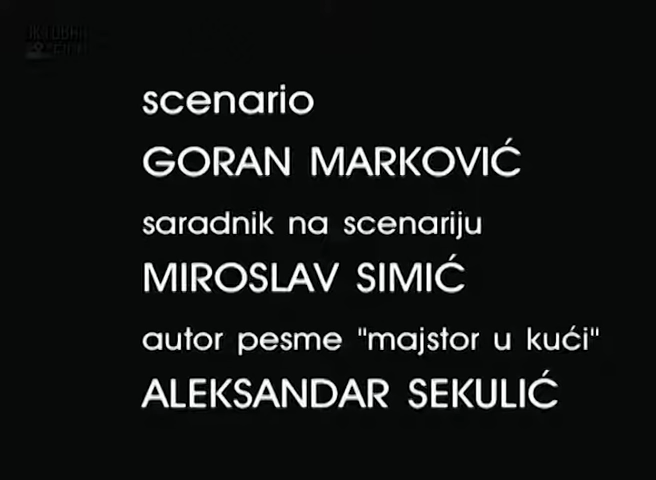 scenario
GORAN MARKOVIĆ
saradnik na scenariju
MIROSLAV SIMIĆ
autor pesme "majstor u kući"
ALEKSANDAR SEKULIĆ